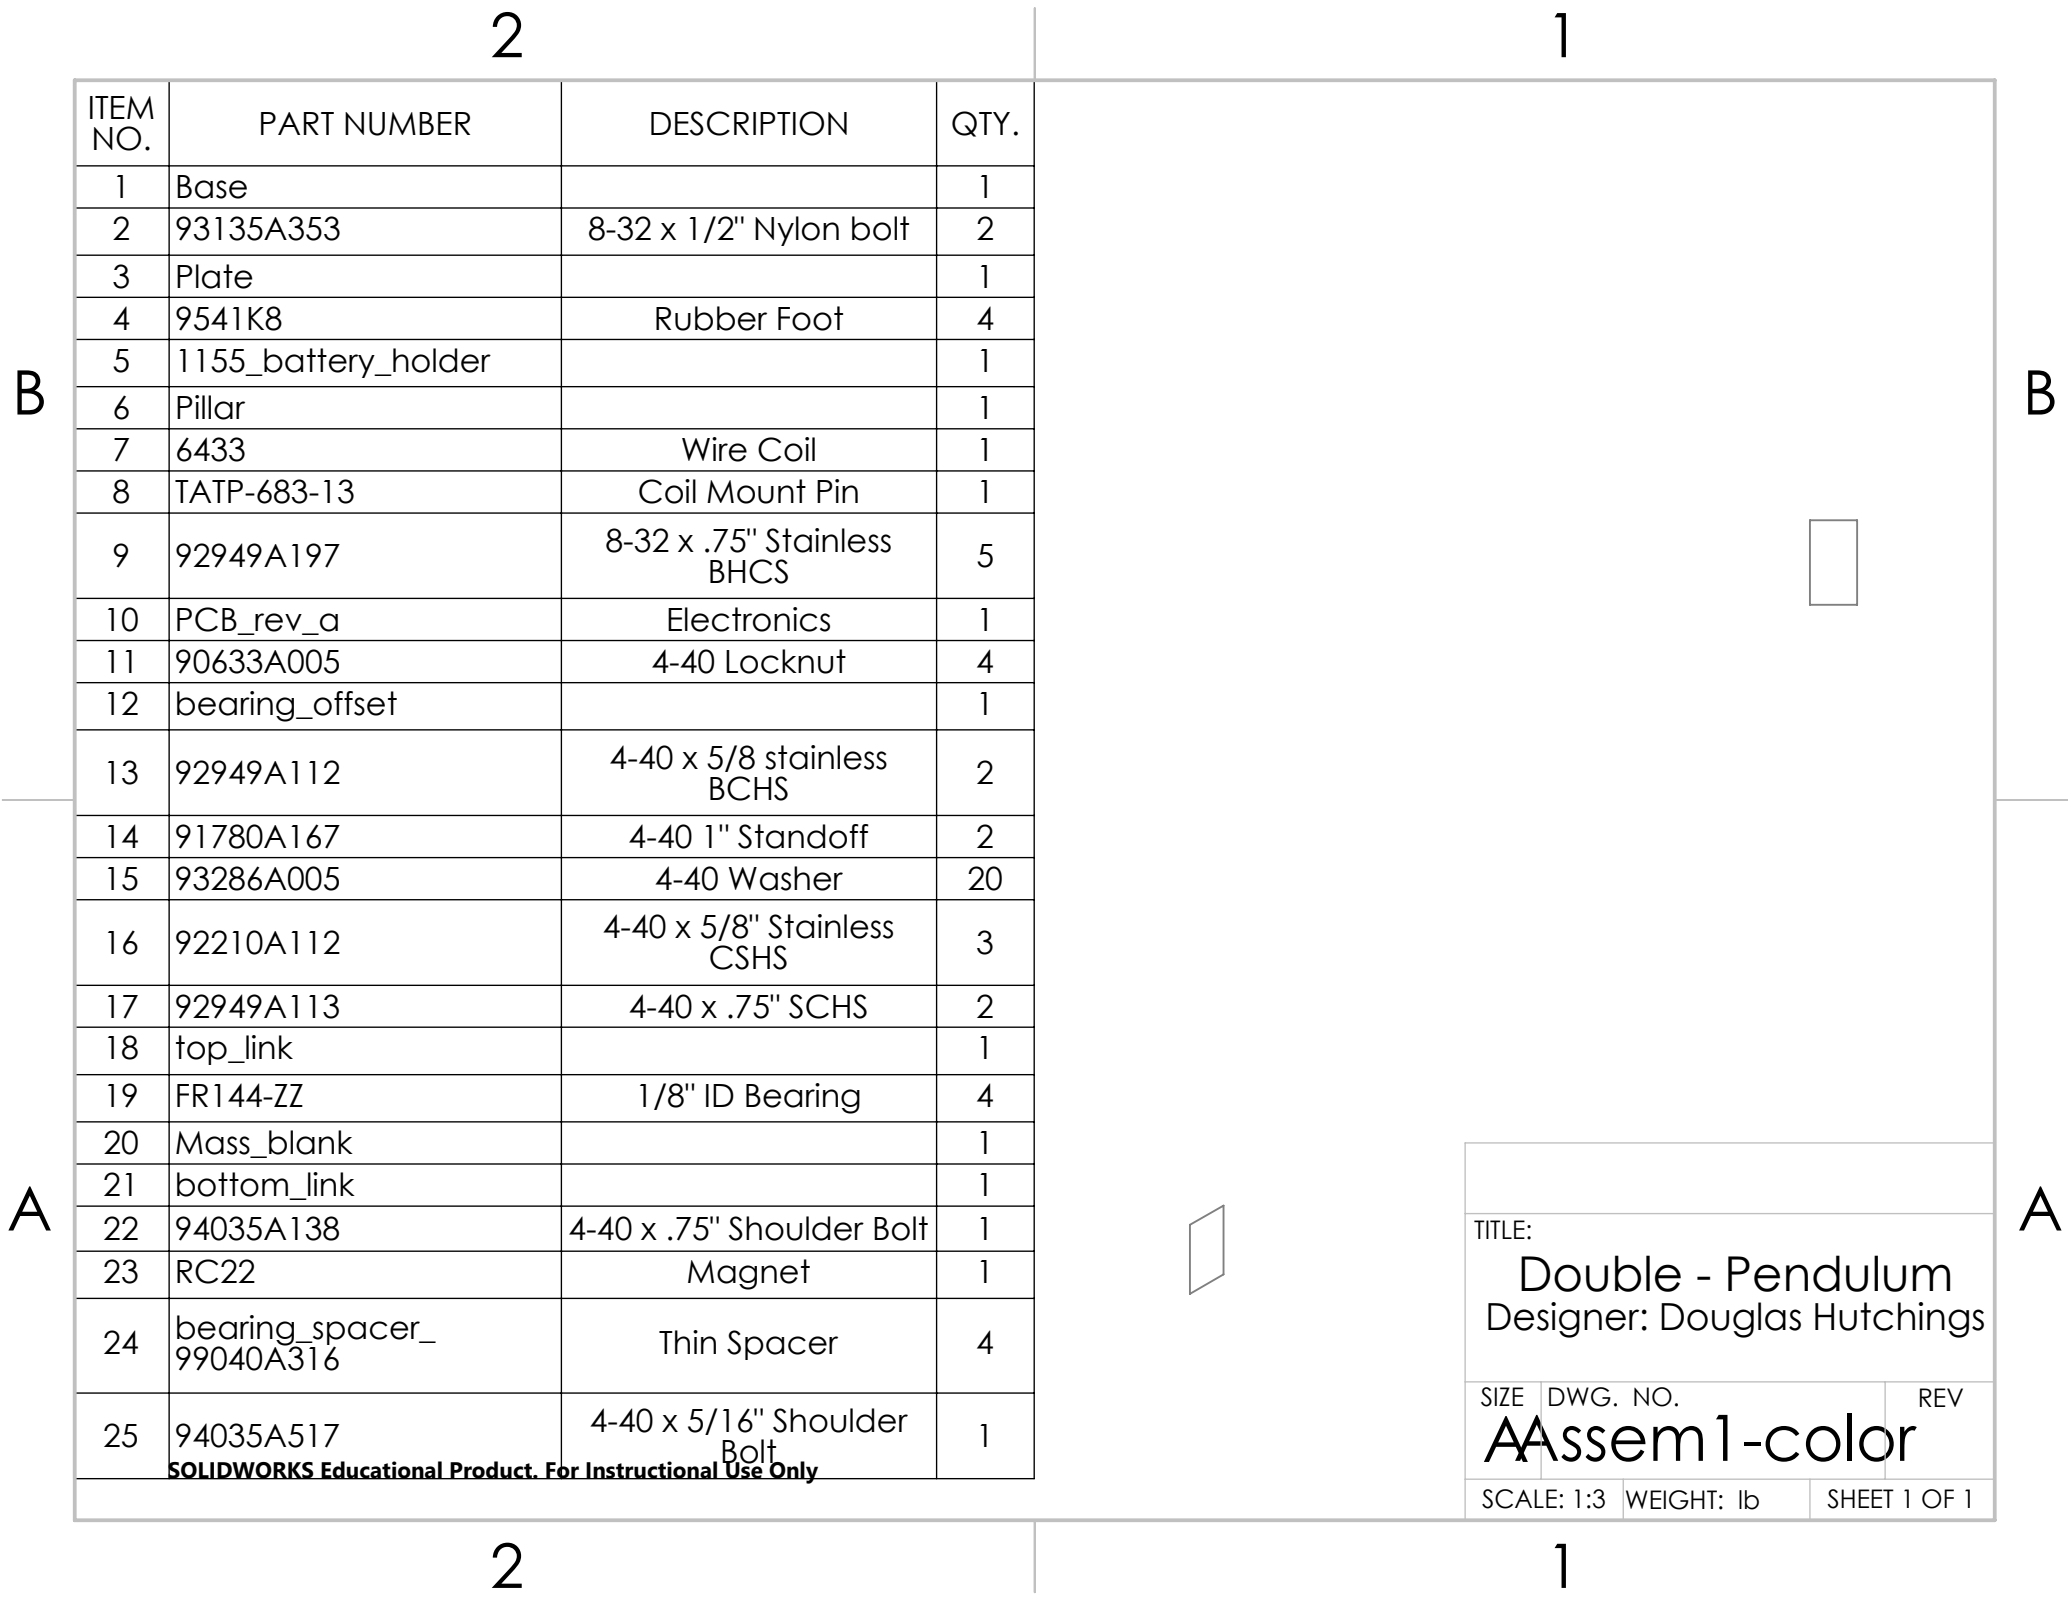 2 1
ITEM NO. PART NUMBER DESCRIPTION QTY.
1 Base 1
2 93135A353 8-32 x 1/2" Nylon bolt 2
3 Plate 1
4 9541K8 Rubber Foot 4
5 1155_battery_holder 1
B B
6 Pillar 1
7 6433 Wire Coil 1
8 TATP-683-13 Coil Mount Pin 1
9 92949A197 8-32 x .75" Stainless BHCS 5
10 PCB_rev_a Electronics 1
11 90633A005 4-40 Locknut 4
12 bearing_offset 1
13 92949A112 4-40 x 5/8 stainless BCHS 2
14 91780A167 4-40 1" Standoff 2
15 93286A005 4-40 Washer 20
16 92210A112 4-40 x 5/8" Stainless CSHS 3
17 92949A113 4-40 x .75" SCHS 2
18 top_link 1
19 FR144-ZZ 1/8" ID Bearing 4
20 Mass_blank 1
21 bottom_link 1
A A
22 94035A138 4-40 x .75" Shoulder Bolt 1
23 RC22 Magnet 1
24 bearing_spacer_99040A316 Thin Spacer 4
25 94035A517 4-40 x 5/16" Shoulder Bolt 1
SOLIDWORKS Educational Product. For Instructional Use Only
TITLE:
Double - Pendulum
Designer: Douglas Hutchings
SIZE DWG. NO. REV
A Assem1-color
SCALE: 1:3 WEIGHT: lb SHEET 1 OF 1
2 1